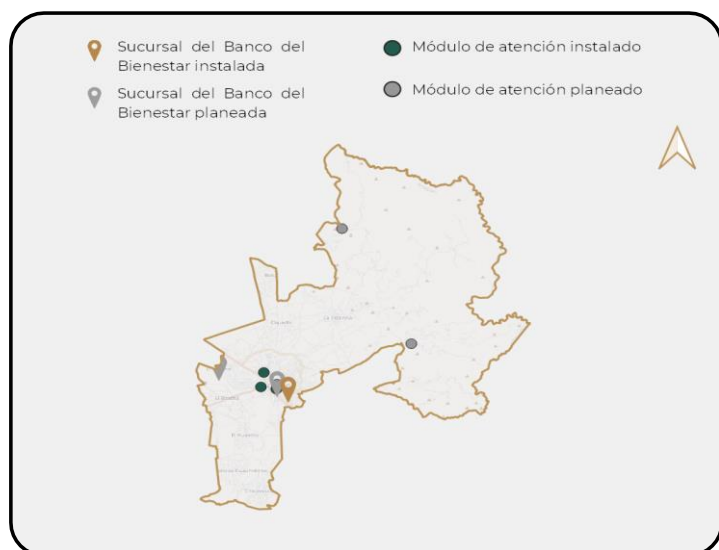 Sucursal del Banco del
Bienestar instalada
Sucursal del Banco del
Bienestar planeada
Módulo de atención instalado
Módulo de atención planeado